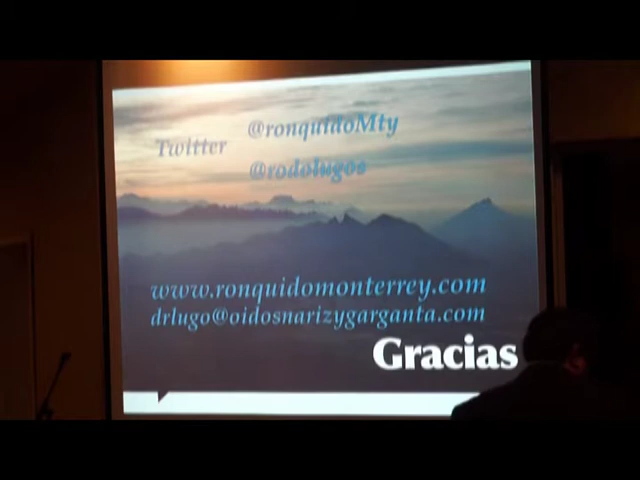 Twitter @ronquidoMty
@rodolugos
www.ronquidomonterrey.com
drlugo@oidosnarizygarganta.com
Gracias